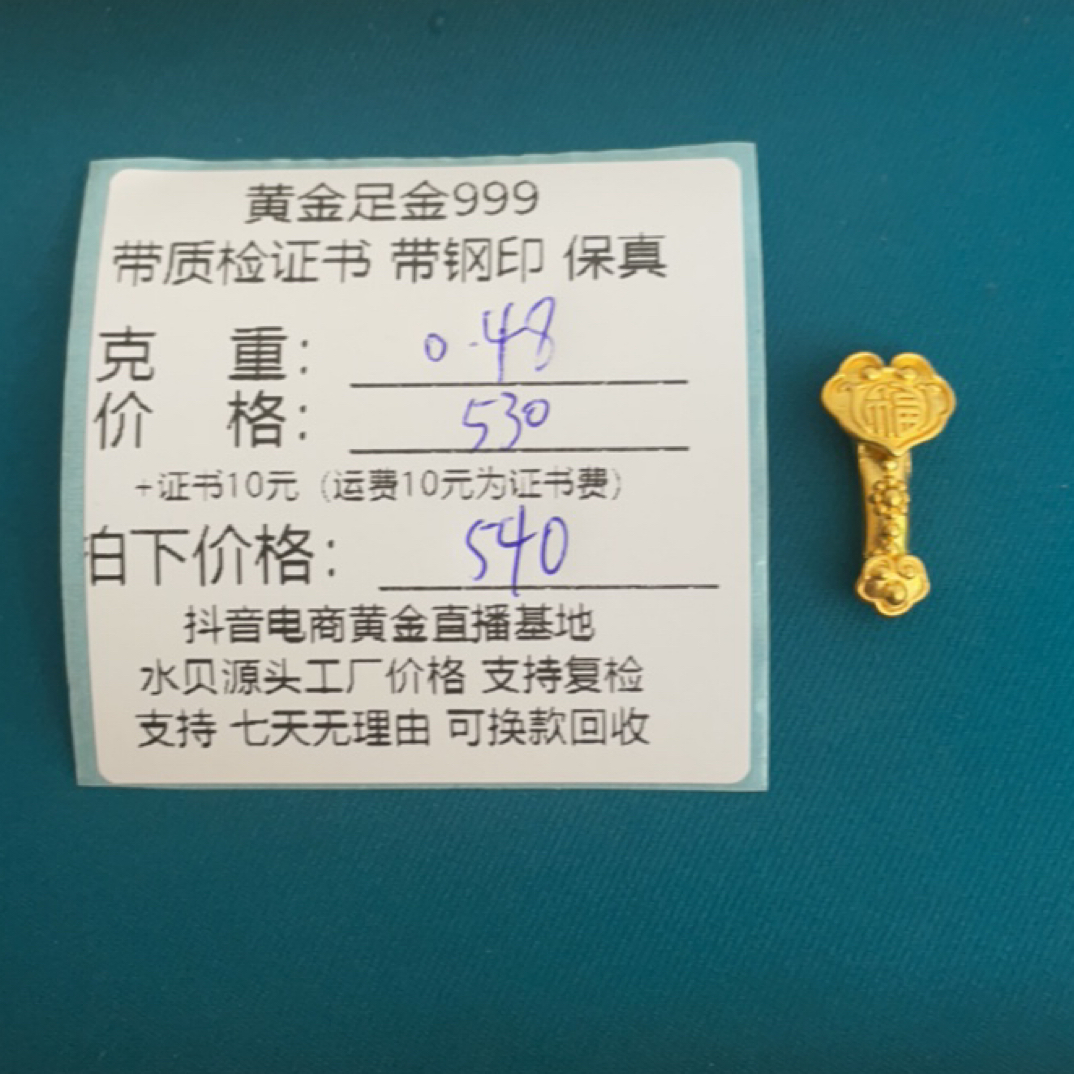 黄金足金999
带质检证书 带钢印 保真
克 重: 0.48
价 格: 530
+证书10元(运费10元为证书费)
拍下价格: 540
抖音电商黄金直播基地
水贝源头工厂价格 支持复检
支持 七天无理由 可换款回收
福